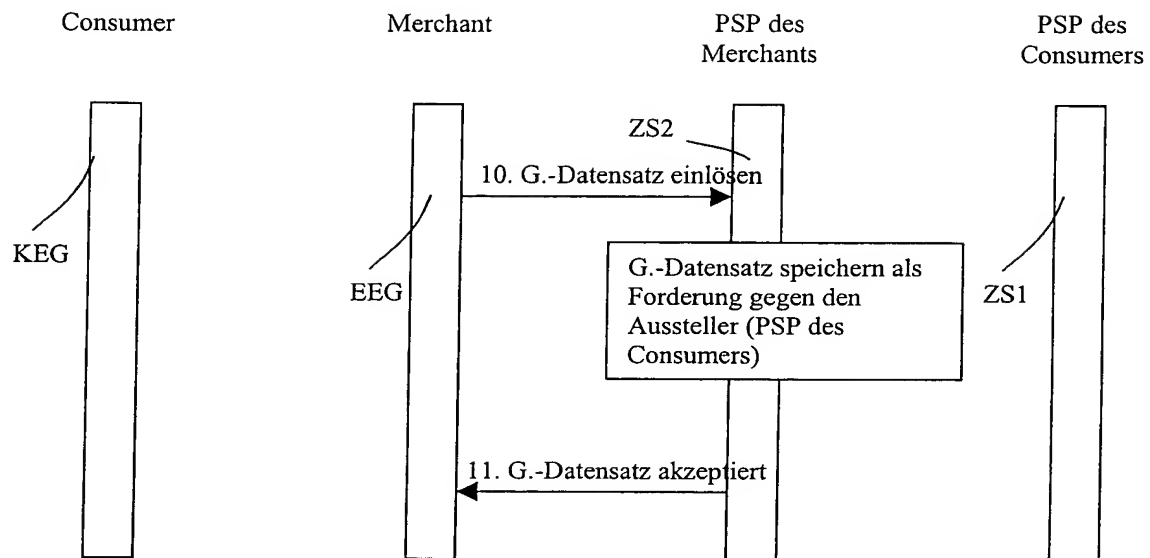 Consumer
Merchant
PSP des
Merchants
PSP des
Consumers
ZS2
10. G.-Datensatz einlösen
KEG
EEG
G.-Datensatz speichern als
Forderung gegen den
Aussteller (PSP des
Consumers)
ZS1
11. G.-Datensatz akzeptiert